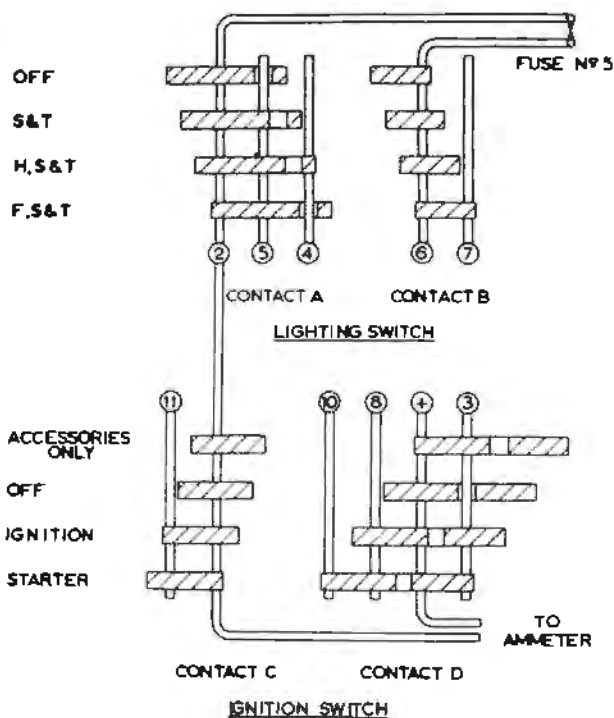 FUSE Nº 5
OFF
S&T
H,S&T
F,S&T
2 5 4 6 7
CONTACT A CONTACT B
LIGHTING SWITCH
11 10 8 + 3
ACCESSORIES
ONLY
OFF
IGNITION
STARTER
TO
AMMETER
CONTACT C CONTACT D
IGNITION SWITCH